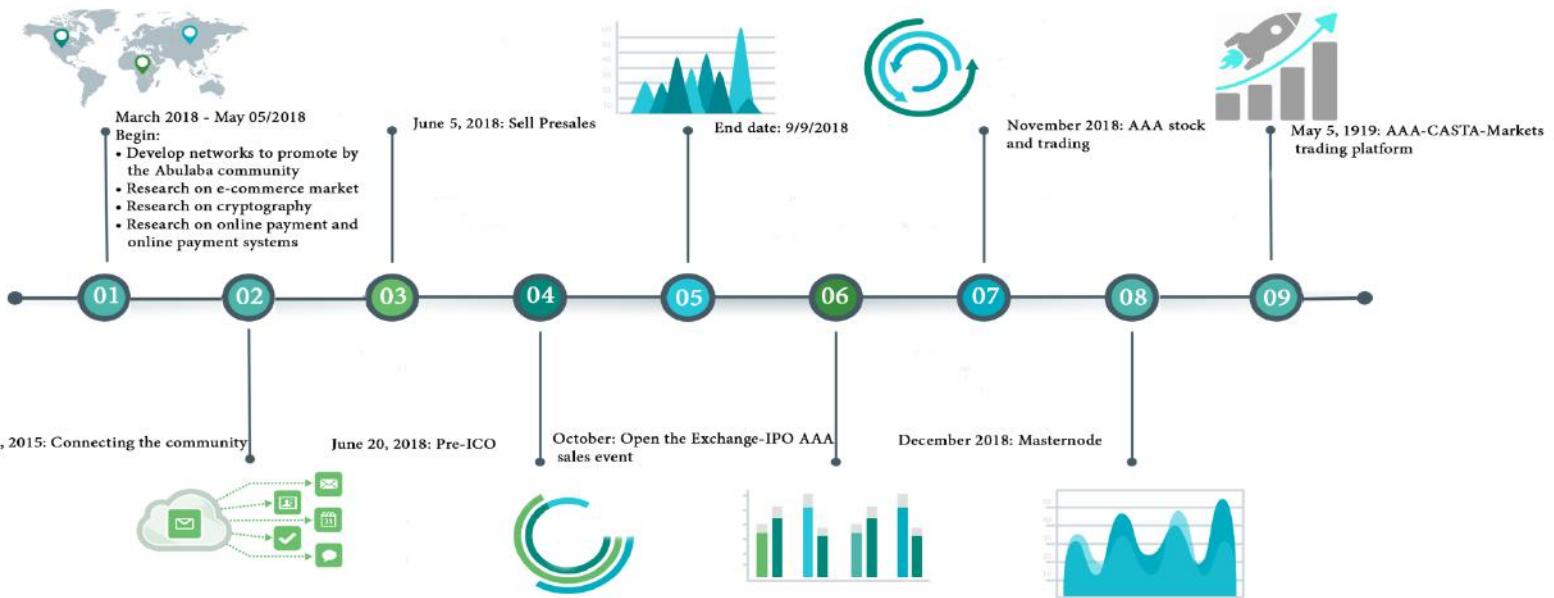 March 2018 - May 05/2018
Begin:
• Develop networks to promote by
the Abulaba community
• Research on e-commerce market
• Research on cryptography
• Research on online payment and
online payment systems
June 5, 2018: Sell Presales
End date: 9/9/2018
November 2018: AAA stock
and trading
May 5, 1919: AAA-CASTA-Markets
trading platform
01
02
03
04
05
06
07
08
09
, 2015: Connecting the community
June 20, 2018: Pre-ICO
October: Open the Exchange-IPO AAA
sales event
December 2018: Masternode
31